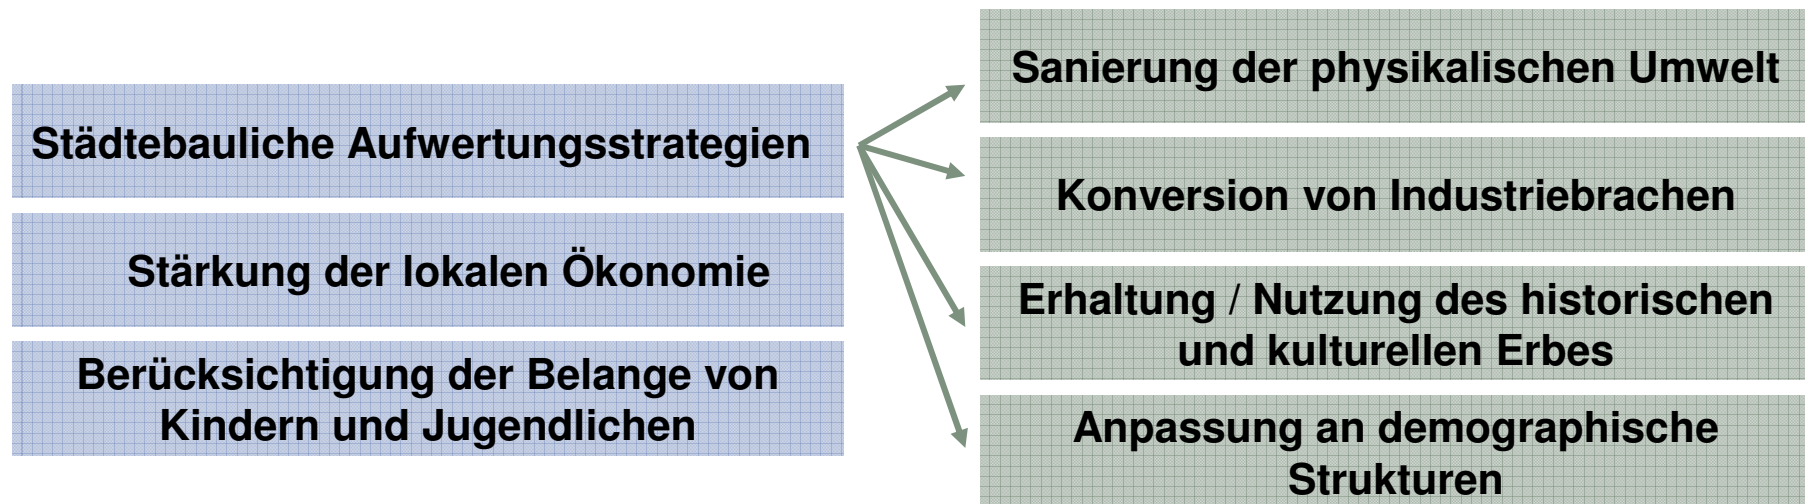 Städtebauliche Aufwertungsstrategien
Stärkung der lokalen Ökonomie
Berücksichtigung der Belange von
Kindern und Jugendlichen
Sanierung der physikalischen Umwelt
Konversion von Industriebrachen
Erhaltung / Nutzung des historischen
und kulturellen Erbes
Anpassung an demographische
Strukturen